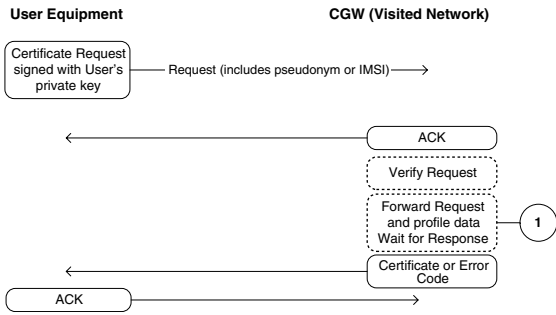 User Equipment
CGW (Visited Network)
Certificate Request
signed with User's
private key
Request (includes pseudonym or IMSI)
ACK
Verify Request
Forward Request
and profile data
Wait for Response
1
Certificate or Error
Code
ACK